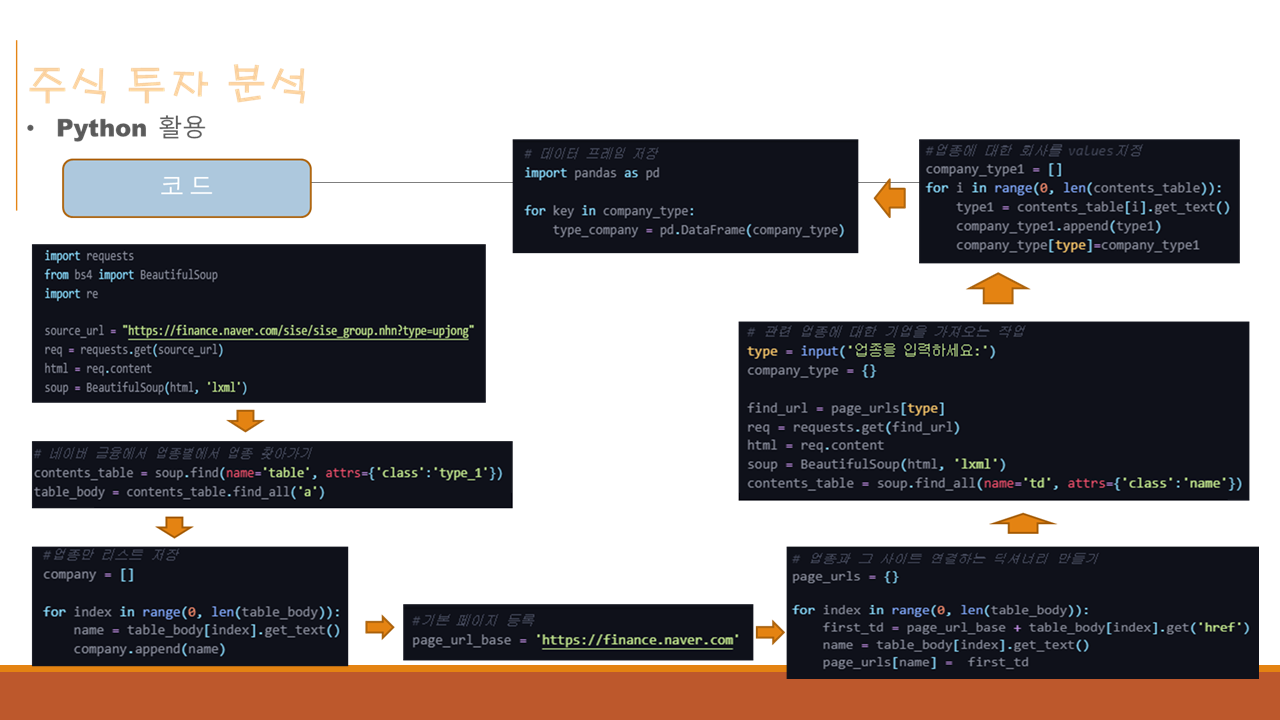 주식 투자 분석
• Python 활용
코드
import requests
from bs4 import BeautifulSoup
import re
source_url = "https://finance.naver.com/sise/sise_group.nhn?type=upjong"
req = requests.get(source_url)
html = req.content
soup = BeautifulSoup(html, 'lxml')
# 네이버 금융에서 업종별에서 업종 찾아가기
contents_table = soup.find(name='table', attrs={'class':'type_1'})
table_body = contents_table.find_all('a')
#업종만 리스트 저장
company = []
for index in range(0, len(table_body)):
    name = table_body[index].get_text()
    company.append(name)
#기본 페이지 등록
page_url_base = 'https://finance.naver.com'
# 업종과 그 사이트 연결하는 딕셔너리 만들기
page_urls = {}
for index in range(0, len(table_body)):
    first_td = page_url_base + table_body[index].get('href')
    name = table_body[index].get_text()
    page_urls[name] =  first_td
# 관련 업종에 대한 기업을 가져오는 작업
type = input('업종을 입력하세요:')
company_type = {}
find_url = page_urls[type]
req = requests.get(find_url)
html = req.content
soup = BeautifulSoup(html, 'lxml')
contents_table = soup.find_all(name='td', attrs={'class':'name'})
#업종에 대한 회사를 values지정
company_type1 = []
for i in range(0, len(contents_table)):
    type1 = contents_table[i].get_text()
    company_type1.append(type1)
    company_type[type]=company_type1
# 데이터 프레임 저장
import pandas as pd
for key in company_type:
    type_company = pd.DataFrame(company_type)